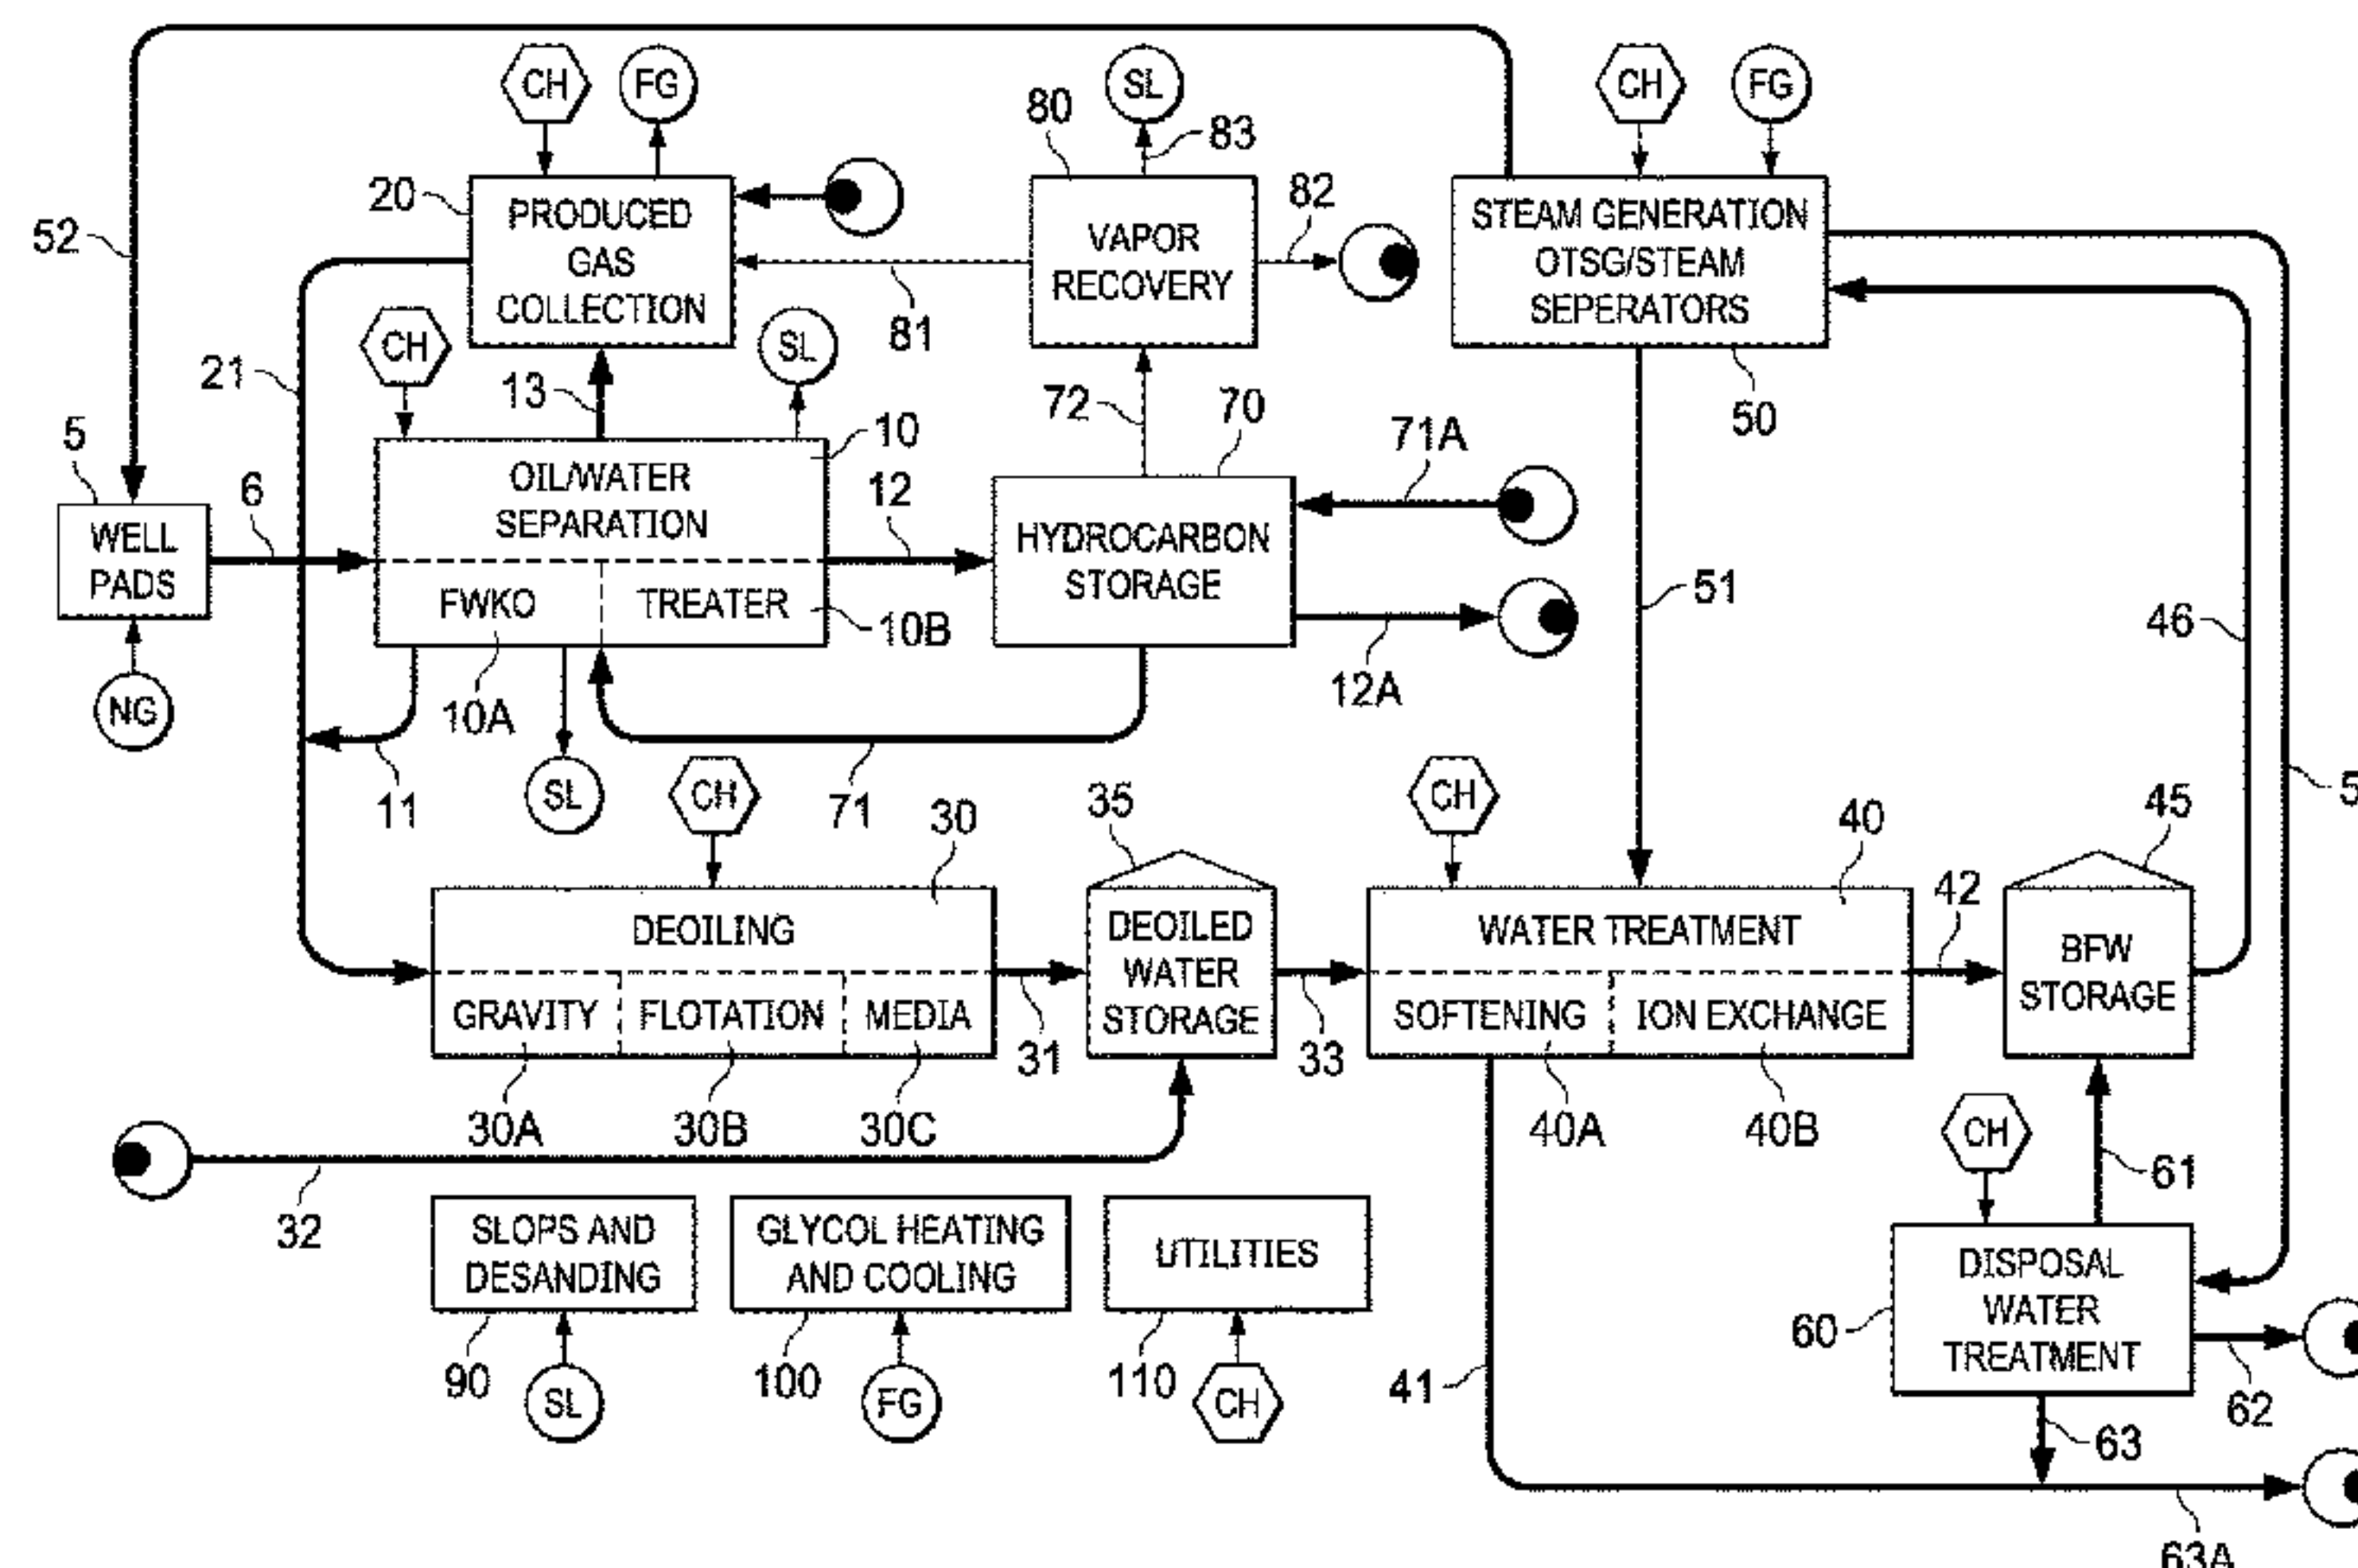 CH
FG
SL
CH
FG
80
83
20
PRODUCED
GAS
COLLECTION
52
VAPOR
RECOVERY
82
STEAM GENERATION
OTSG/STEAM
SEPERATORS
81
CH
SL
21
13
72
70
71A
50
5
6
10
OIL/WATER
SEPARATION
12
WELL
PADS
HYDROCARBON
STORAGE
51
46
FWKO
TREATER
10B
12A
NG
10A
11
SL
CH
71
30
35
CH
40
45
5
DEOILING
GRAVITY
FLOTATION
MEDIA
DEOILED
WATER
STORAGE
WATER TREATMENT
SOFTENING
ION EXCHANGE
42
BFW
STORAGE
31
33
30A
30B
30C
40A
40B
CH
61
32
SLOPS AND
DESANDING
GLYCOL HEATING
AND COOLING
UTILITIES
DISPOSAL
WATER
TREATMENT
60
90
SL
100
FG
110
CH
41
62
63
63A